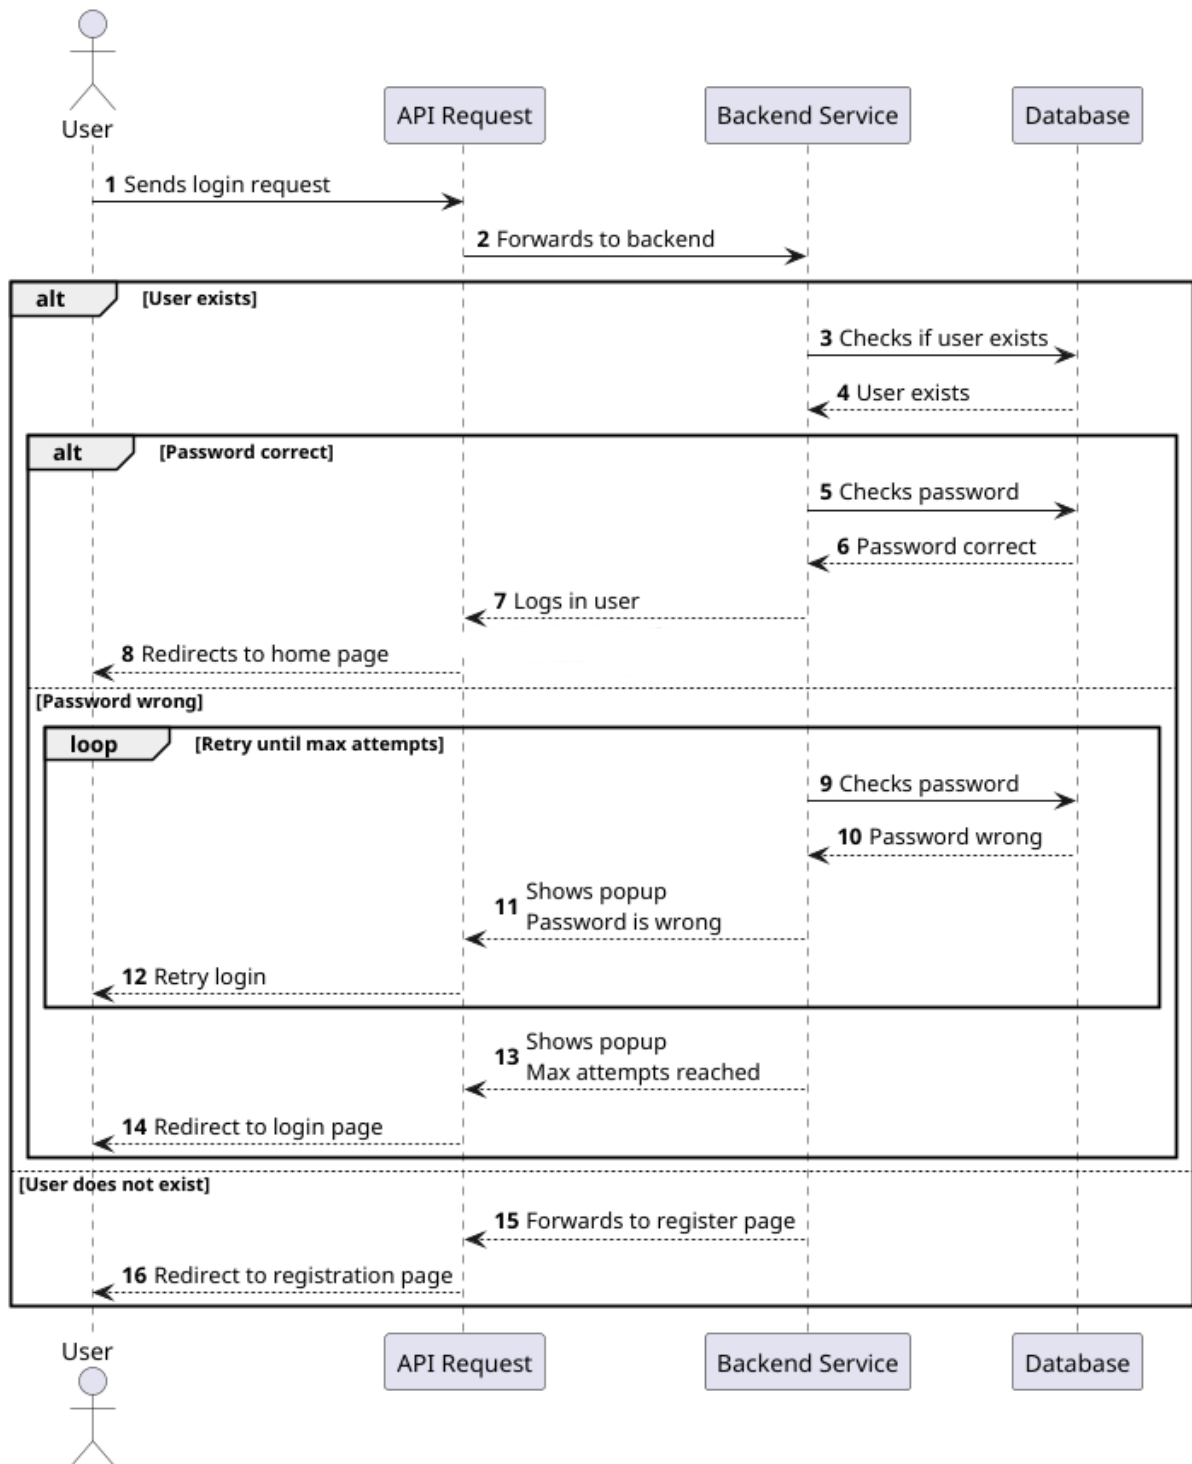 User
API Request
Backend Service
Database
1 Sends login request
2 Forwards to backend
alt
[User exists]
3 Checks if user exists
4 User exists
alt
[Password correct]
5 Checks password
6 Password correct
7 Logs in user
8 Redirects to home page
[Password wrong]
loop
[Retry until max attempts]
9 Checks password
10 Password wrong
11 Shows popup
Password is wrong
12 Retry login
13 Shows popup
Max attempts reached
14 Redirect to login page
[User does not exist]
15 Forwards to register page
16 Redirect to registration page
User
API Request
Backend Service
Database